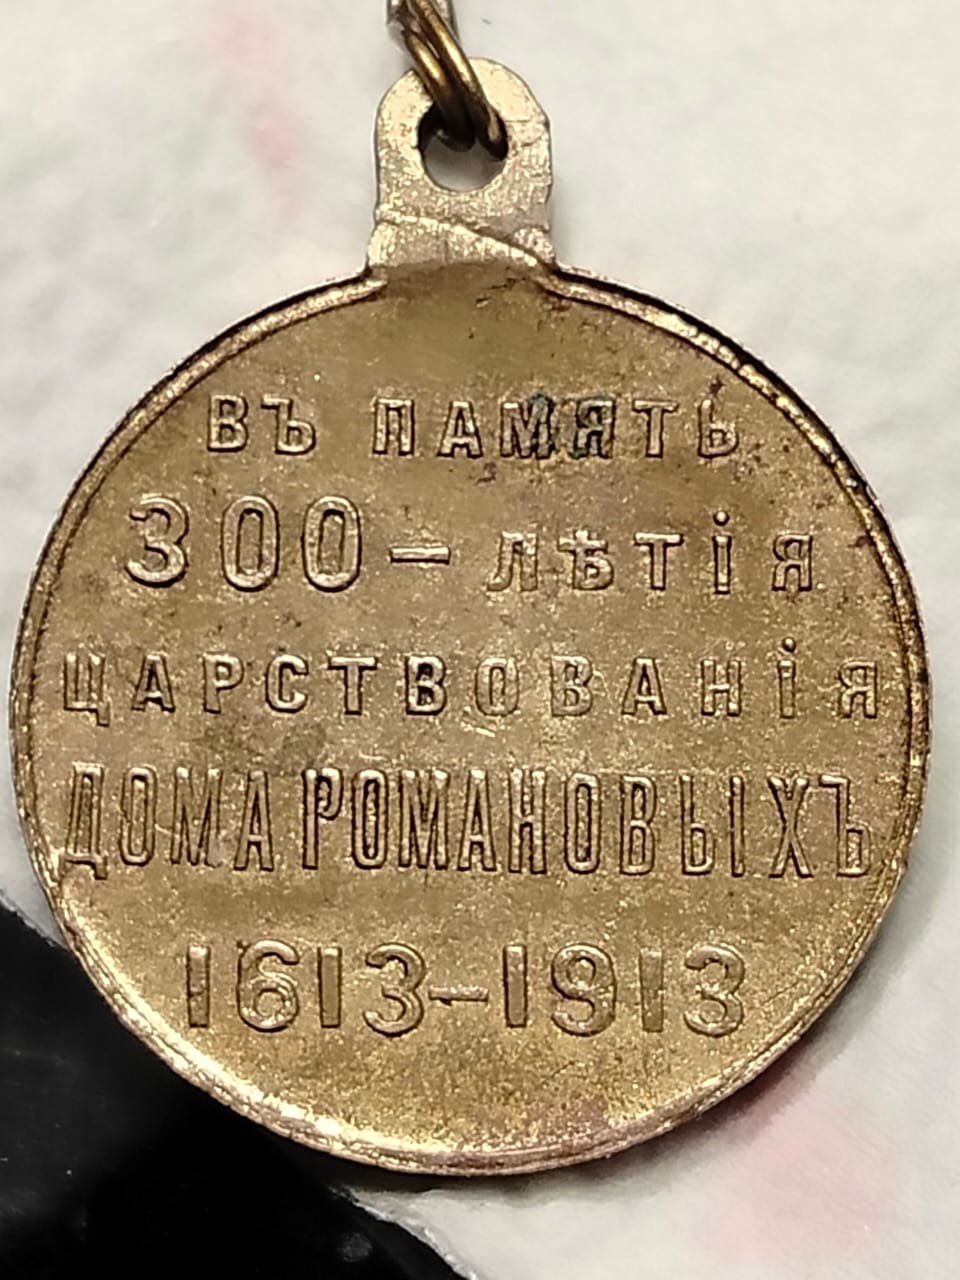 ВЪ ПАМЯТЬ
300-ЛѢТІЯ
ЦАРСТВОВАНІЯ
ДОМА РОМАНОВЫХЪ
1613-1913